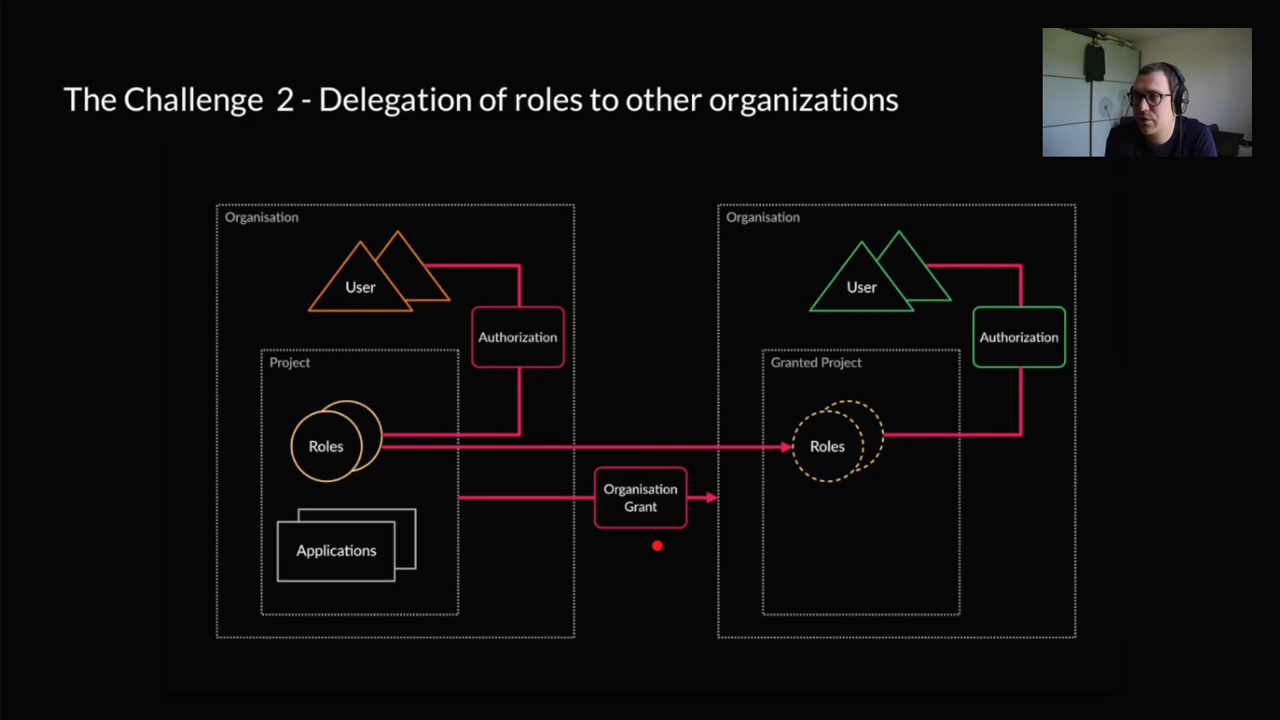 The Challenge 2 - Delegation of roles to other organizations
Organisation
User
Authorization
Project
Roles
Applications
Organisation
Grant
Organisation
User
Authorization
Granted Project
Roles